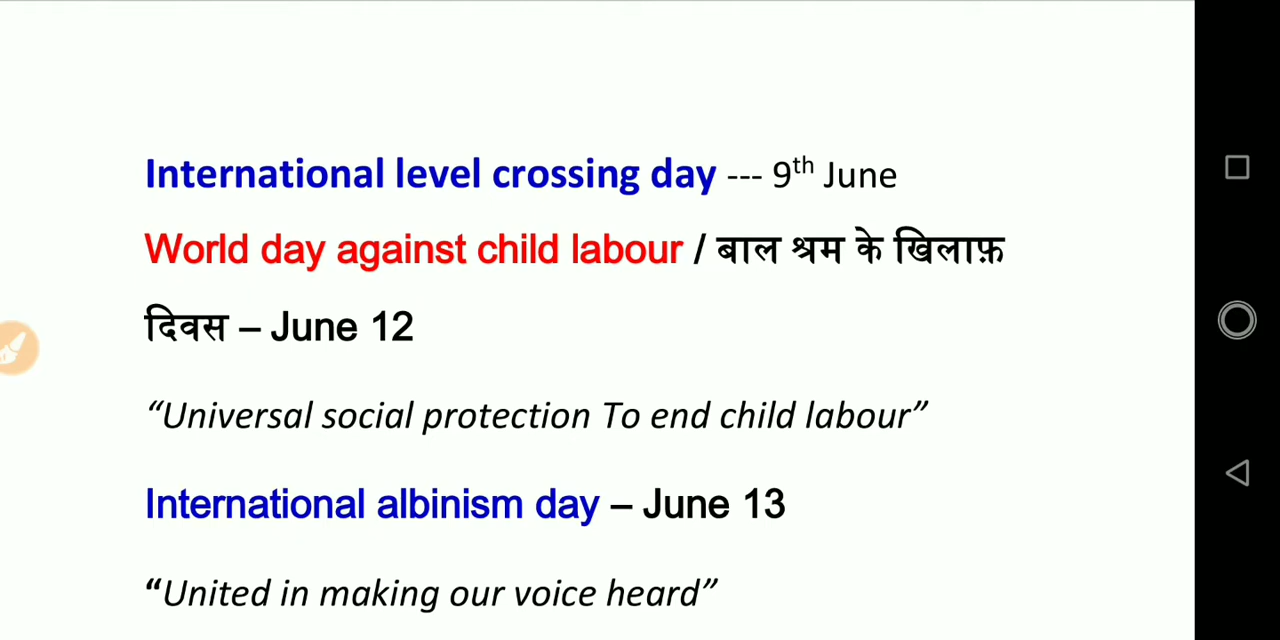 International level crossing day --- 9th June
World day against child labour / बाल श्रम के खिलाफ़
दिवस – June 12
“Universal social protection To end child labour”
International albinism day – June 13
“United in making our voice heard”